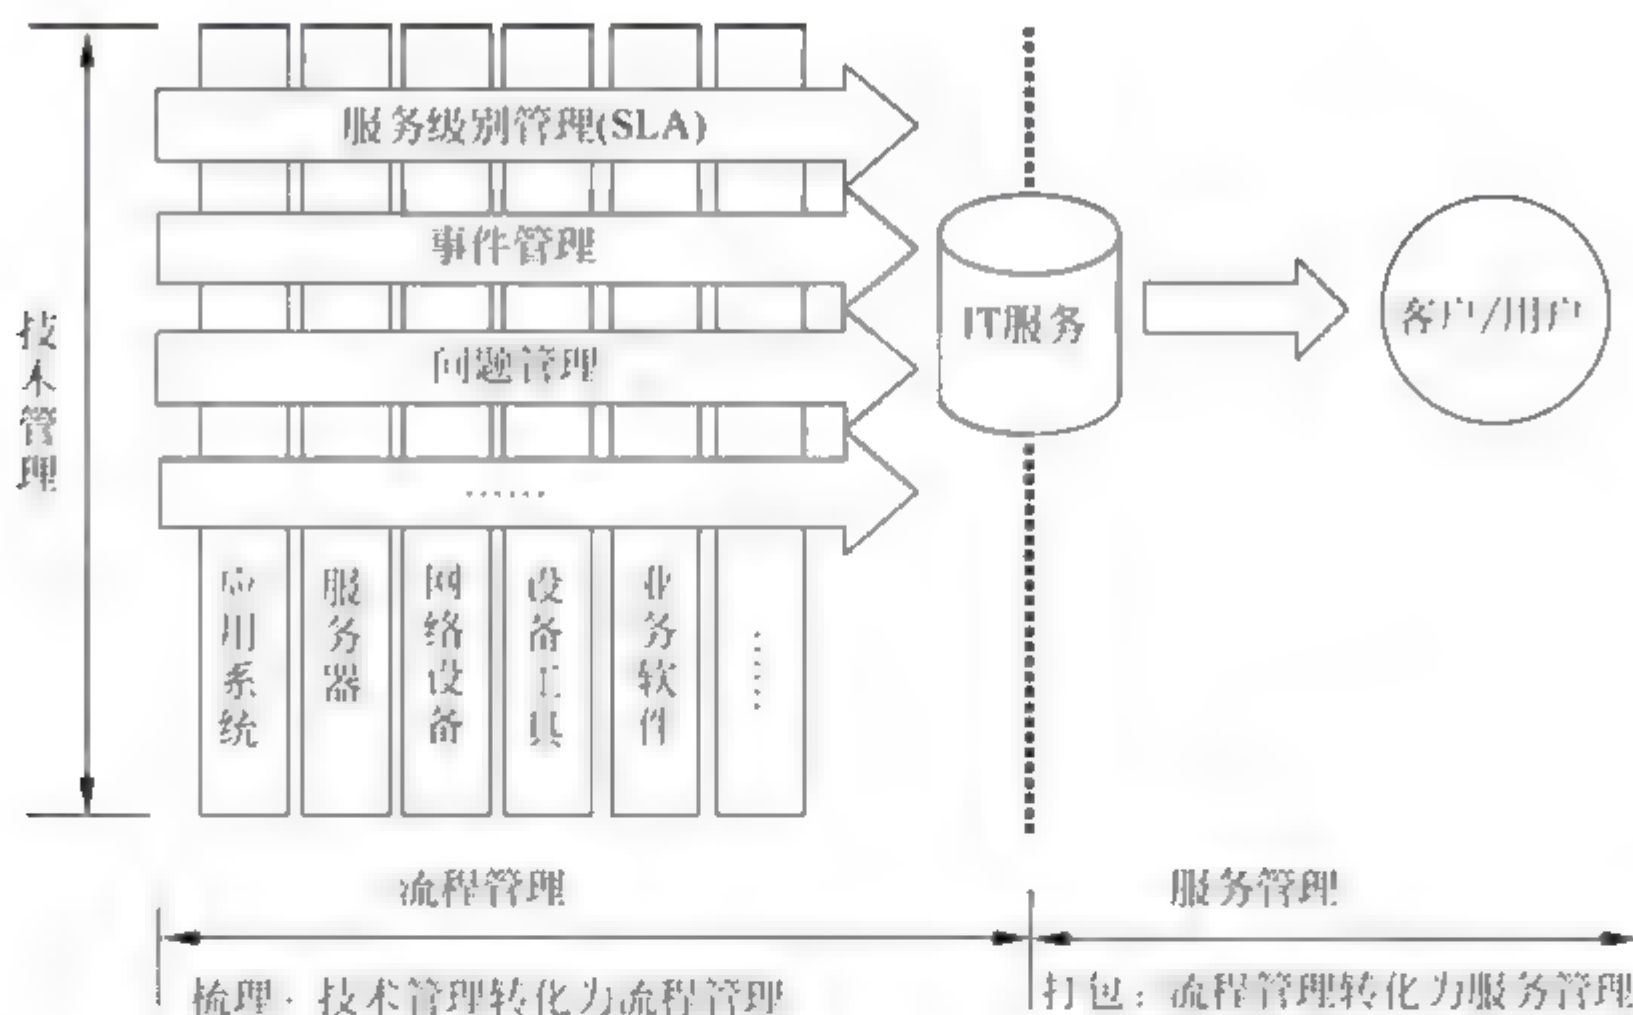 服务级别管理(SLA)
事件管理
问题管理
……
技术管理
应用系统
服务器
网络设备
设备工具
业务软件
……
IT服务
客户/用户
流程管理
服务管理
梳理：技术管理转化为流程管理
打包：流程管理转化为服务管理